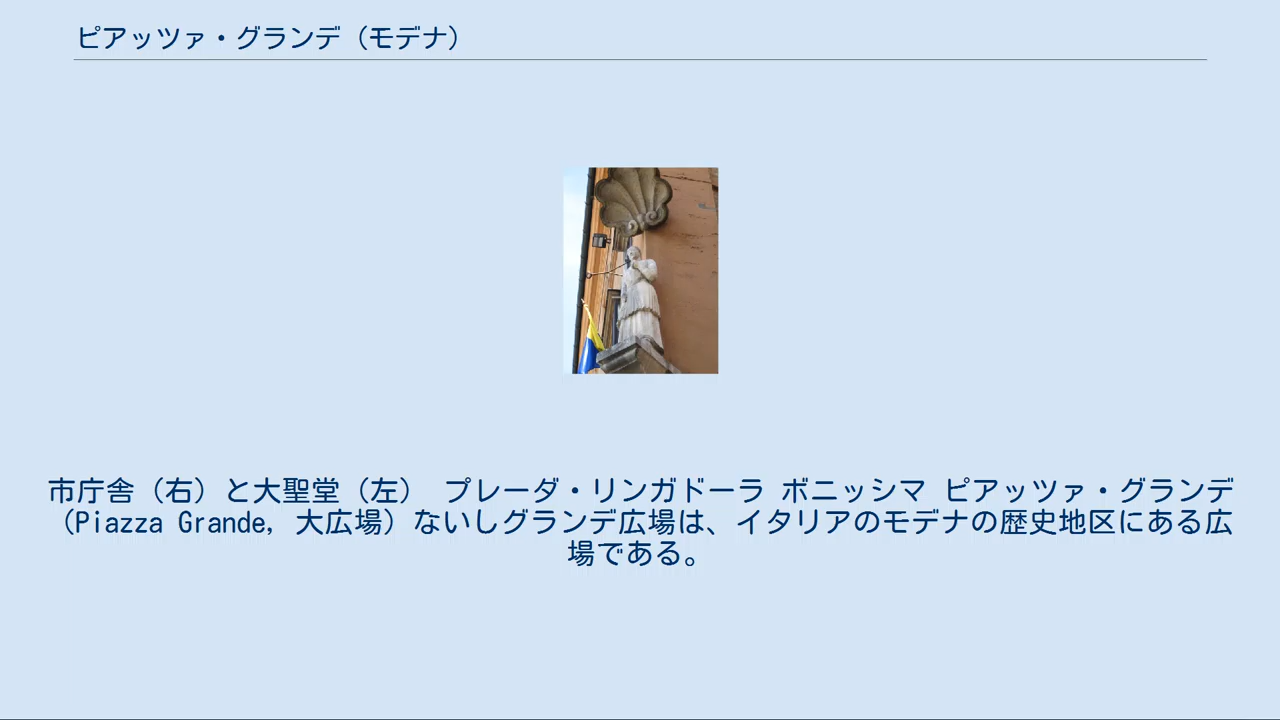 ピアッツァ・グランデ（モデナ）
市庁舎（右）と大聖堂（左） プレーダ・リンガドーラ ボニッシマ ピアッツァ・グランデ
（Piazza Grande, 大広場）ないしグランデ広場は、イタリアのモデナの歴史地区にある広
場である。